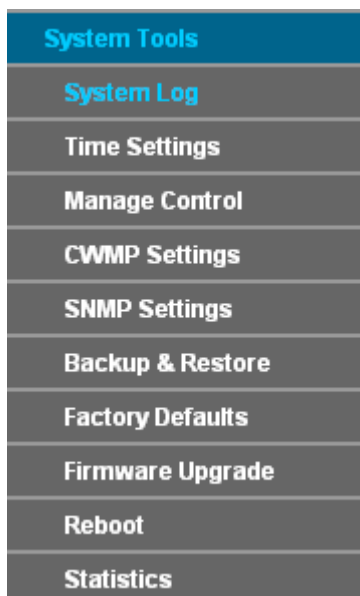 System Tools
System Log
Time Settings
Manage Control
CWMP Settings
SNMP Settings
Backup & Restore
Factory Defaults
Firmware Upgrade
Reboot
Statistics